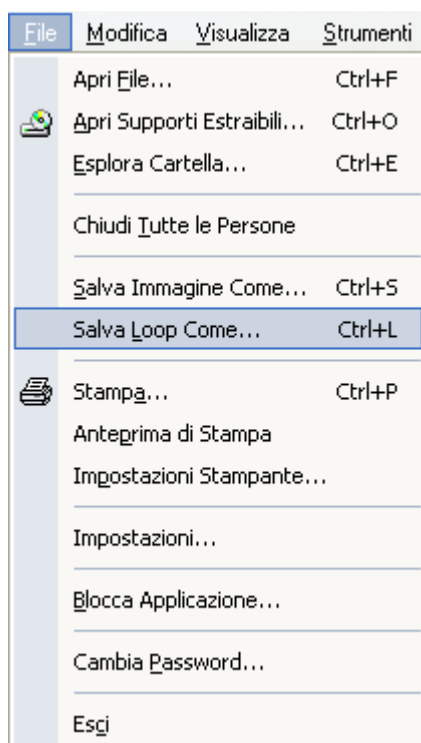 File Modifica Visualizza Strumenti
Apri File... Ctrl+F
Apri Supporti Estraibili... Ctrl+O
Esplora Cartella... Ctrl+E
Chiudi Tutte le Persone
Salva Immagine Come... Ctrl+S
Salva Loop Come... Ctrl+L
Stampa... Ctrl+P
Anteprima di Stampa
Impostazioni Stampante...
Impostazioni...
Blocca Applicazione...
Cambia Password...
Esci